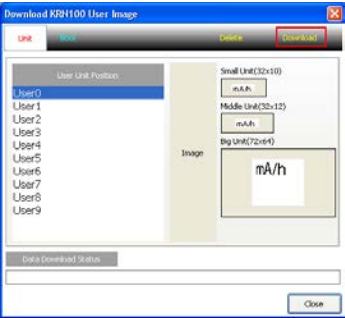 Download KRN100 User Image
Unit
Delete
Download
User Unit Position
User0
User1
User2
User3
User4
User5
User6
User7
User8
User9
Image
Small Unit(32x10)
mA/h
Middle Unit(32x12)
mA/h
Big Unit(72x64)
mA/h
Data Download Status
Close